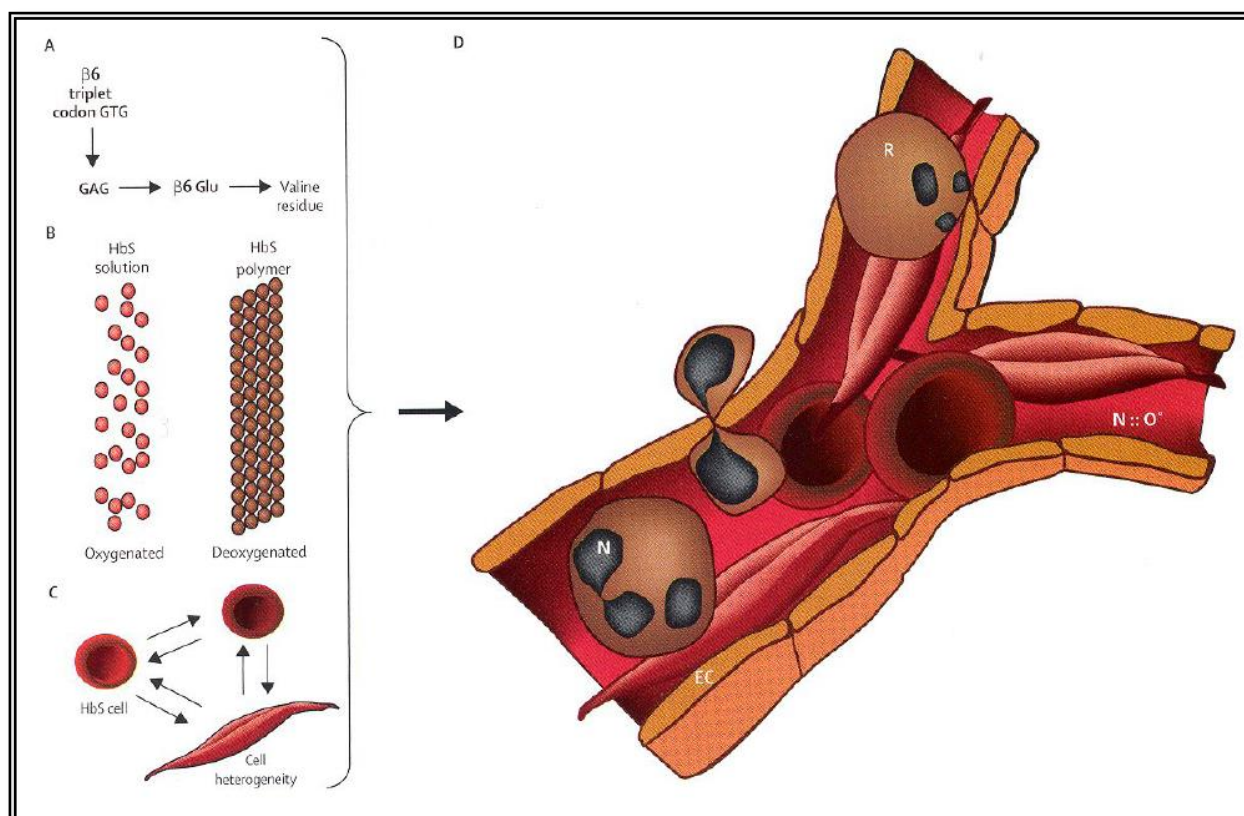 A
β6
triplet
codon GTG
GAG
β6 Glu
Valine
residue
B
HbS
solution
HbS
polymer
Oxygenated
Deoxygenated
C
HbS cell
Cell
heterogeneity
D
R
N :: O°
N
EC